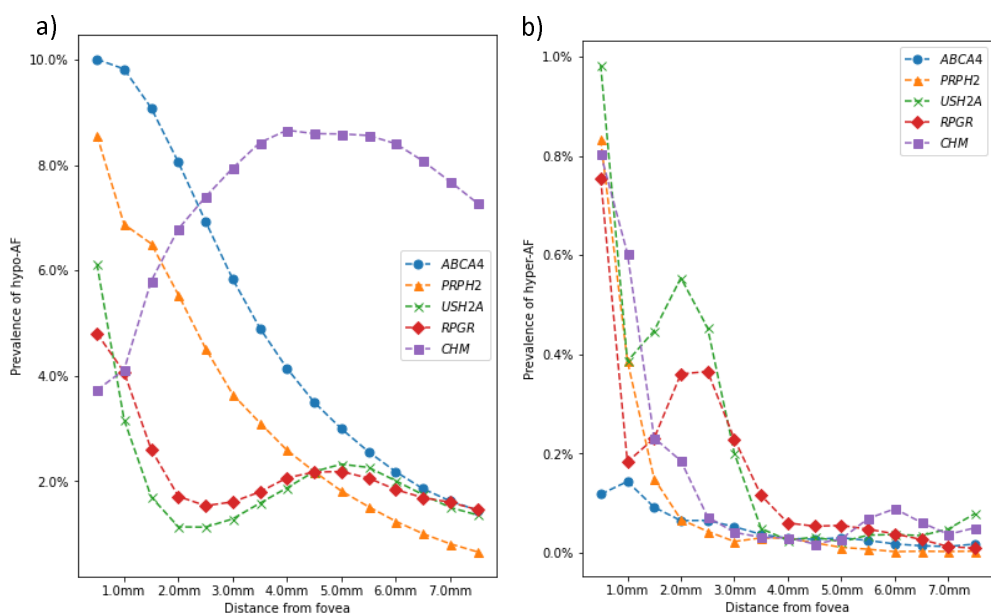 a)
10.0%
8.0%
6.0%
4.0%
2.0%
Prevalence of hypo-AF
ABCA4
PRPH2
USH2A
RPGR
CHM
1.0mm 2.0mm 3.0mm 4.0mm 5.0mm 6.0mm 7.0mm
Distance from fovea
b)
1.0%
0.8%
0.6%
0.4%
0.2%
0.0%
Prevalence of hyper-AF
ABCA4
PRPH2
USH2A
RPGR
CHM
1.0mm 2.0mm 3.0mm 4.0mm 5.0mm 6.0mm 7.0mm
Distance from fovea